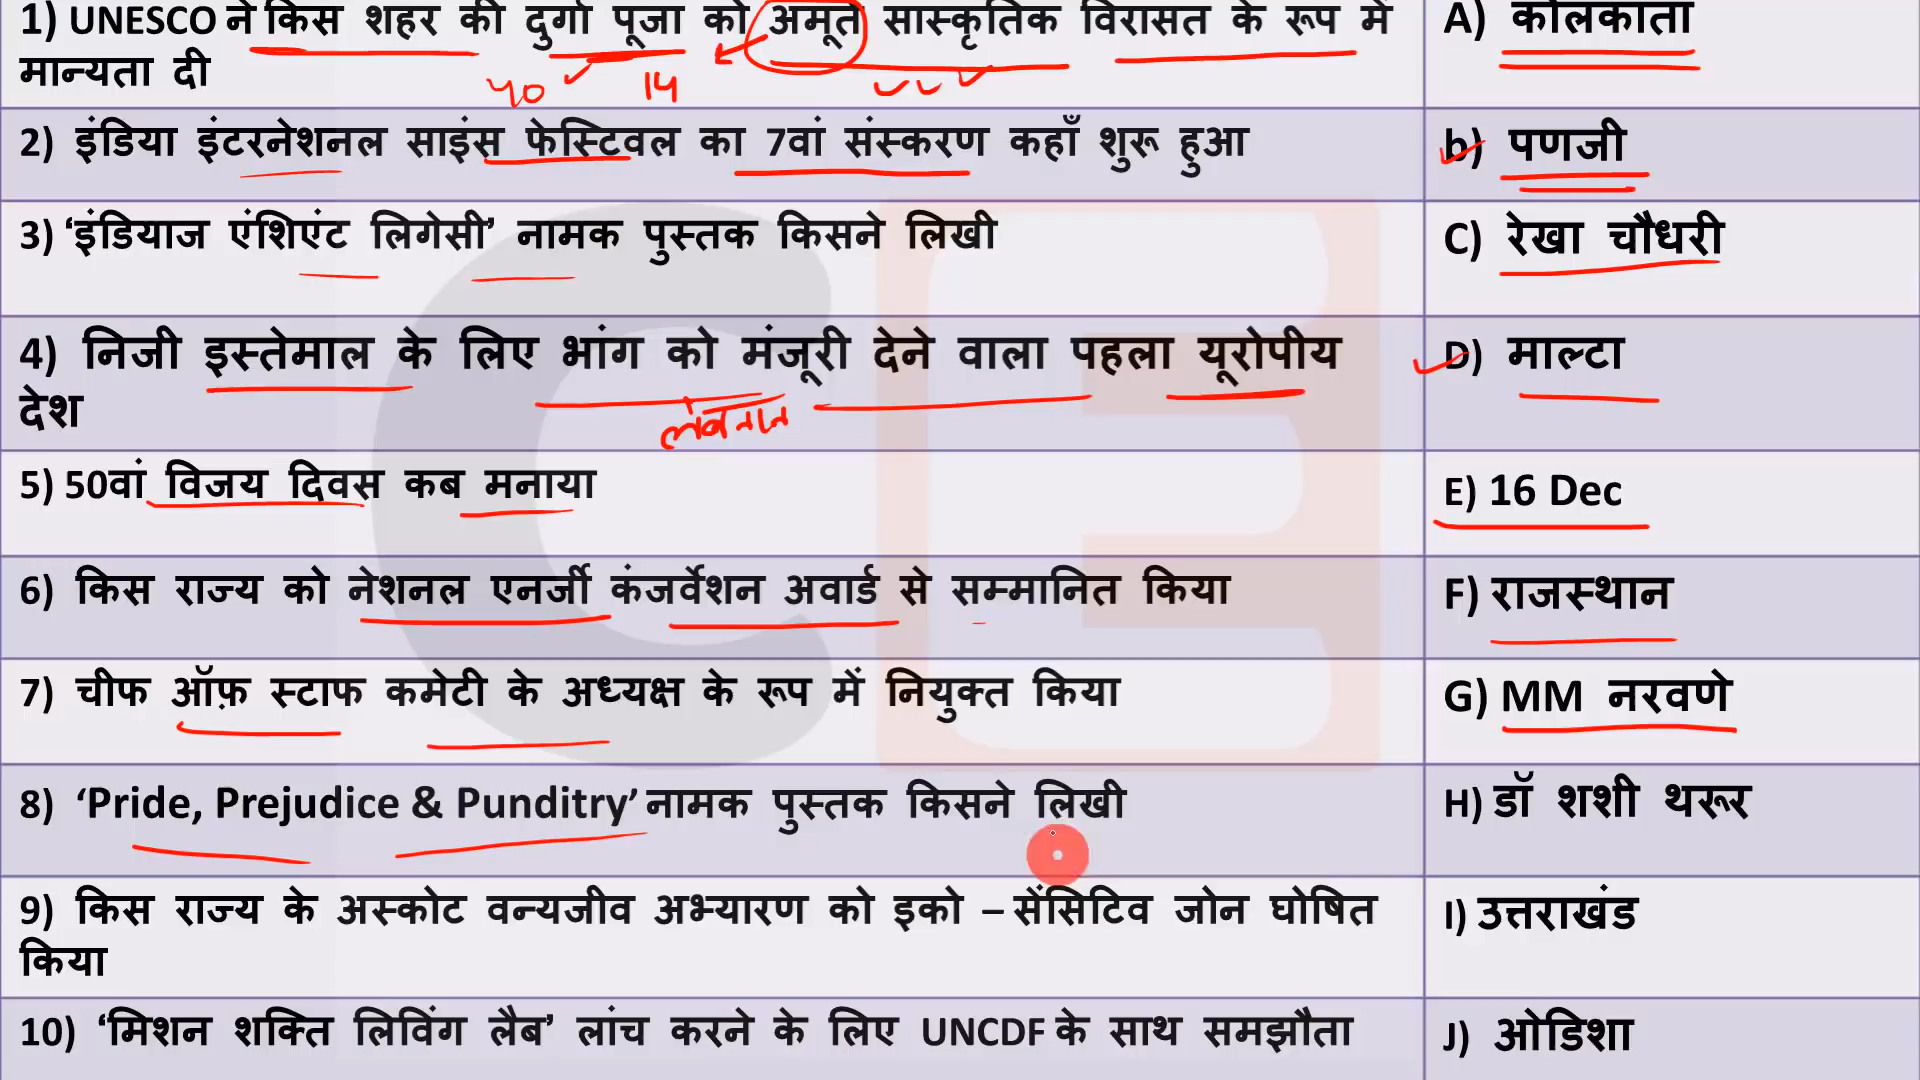 1) UNESCO ने किस शहर की दुर्गा पूजा को अमूर्त सांस्कृतिक विरासत के रूप में
मान्यता दी
40 14
A) कोलकाता
2) इंडिया इंटरनेशनल साइंस फेस्टिवल का 7वां संस्करण कहाँ शुरू हुआ
b) पणजी
3) ‘इंडियाज एंशिएंट लिगेसी’ नामक पुस्तक किसने लिखी
C) रेखा चौधरी
4) निजी इस्तेमाल के लिए भांग को मंजूरी देने वाला पहला यूरोपीय
देश
लेबनान
D) माल्टा
5) 50वां विजय दिवस कब मनाया
E) 16 Dec
6) किस राज्य को नेशनल एनर्जी कंजर्वेशन अवार्ड से सम्मानित किया
F) राजस्थान
7) चीफ ऑफ़ स्टाफ कमेटी के अध्यक्ष के रूप में नियुक्त किया
G) MM नरवणे
8) ‘Pride, Prejudice & Punditry’ नामक पुस्तक किसने लिखी
H) डॉ शशी थरूर
9) किस राज्य के अस्कोट वन्यजीव अभ्यारण को इको – सेंसिटिव जोन घोषित
किया
I) उत्तराखंड
10) ‘मिशन शक्ति लिविंग लैब’ लांच करने के लिए UNCDF के साथ समझौता
J) ओडिशा